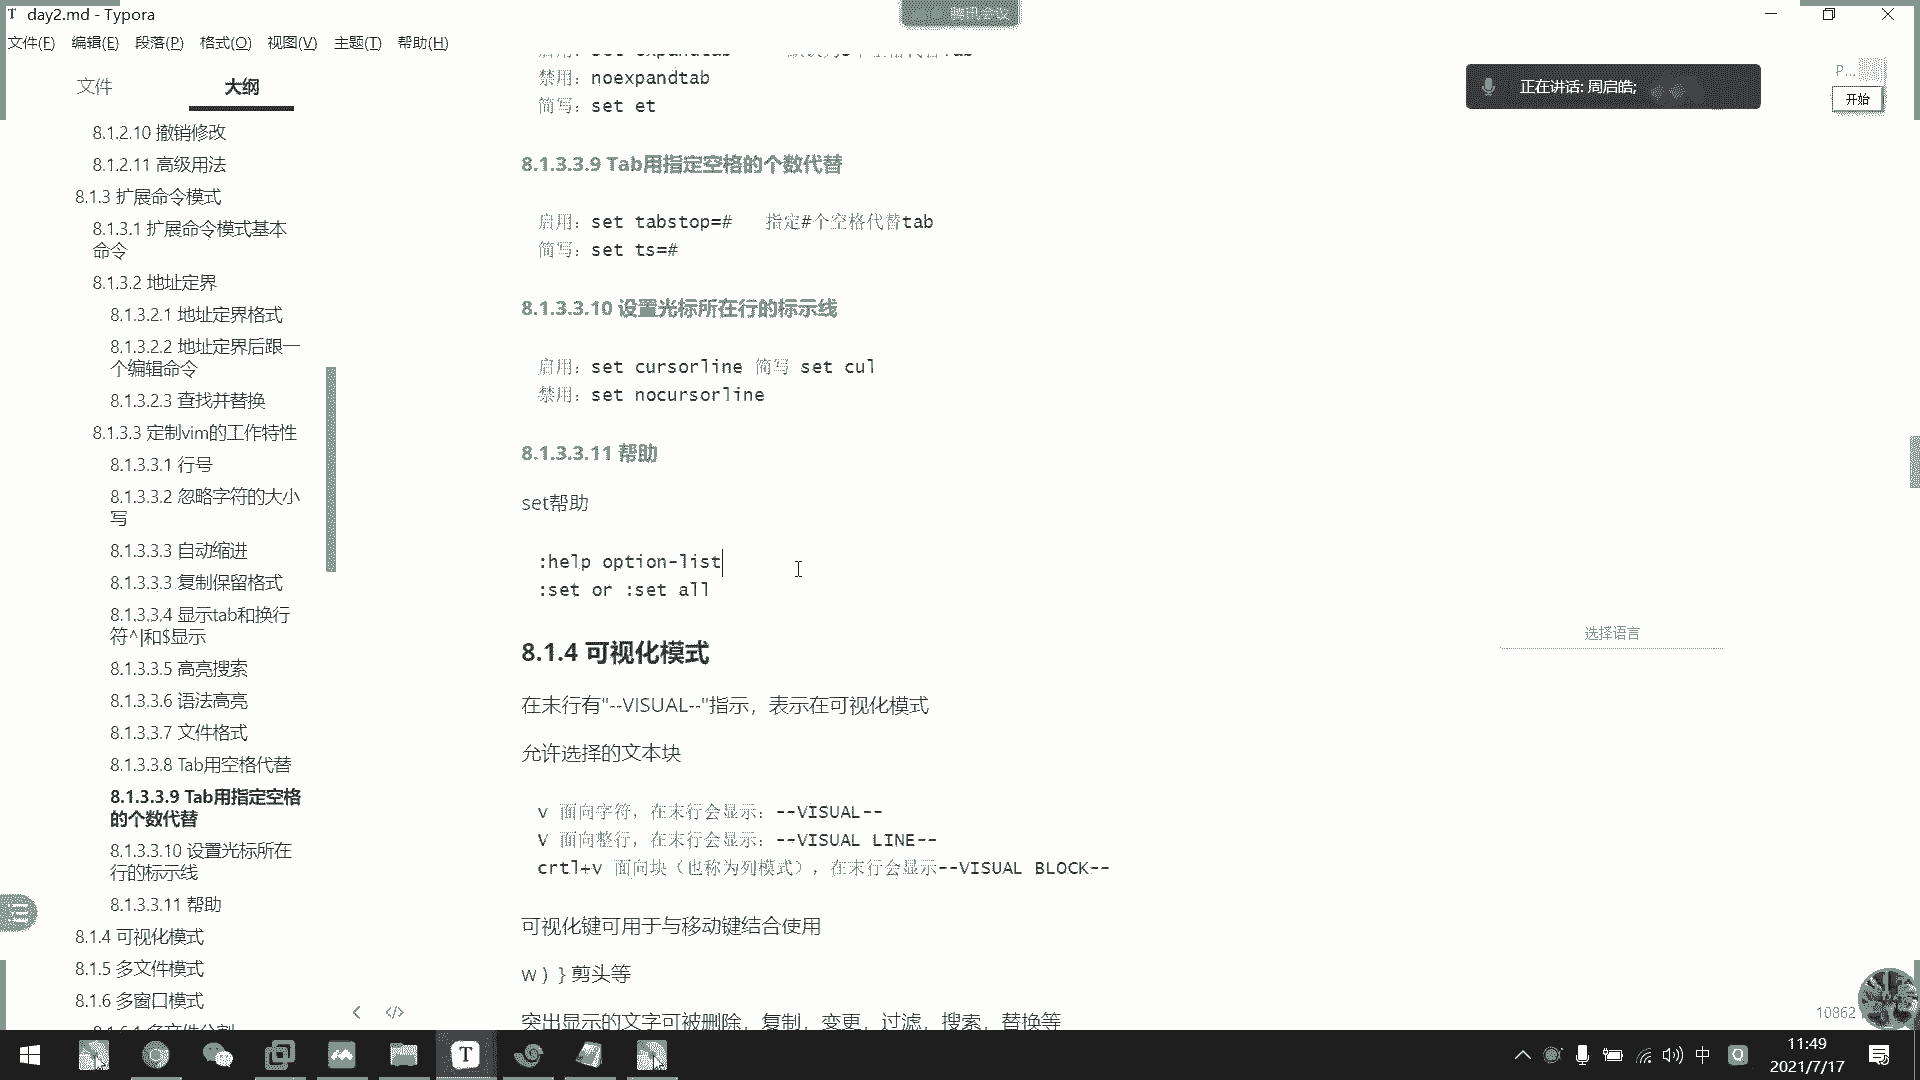 day2.md - Typora
腾讯会议
文件(F) 编辑(E) 段落(P) 格式(O) 视图(V) 主题(T) 帮助(H)
文件 大纲
8.1.2.10 撤销修改
8.1.2.11 高级用法
8.1.3 扩展命令模式
8.1.3.1 扩展命令模式基本
命令
8.1.3.2 地址定界
8.1.3.2.1 地址定界格式
8.1.3.2.2 地址定界后跟一
个编辑命令
8.1.3.2.3 查找并替换
8.1.3.3 定制vim的工作特性
8.1.3.3.1 行号
8.1.3.3.2 忽略字符的大小
写
8.1.3.3.3 自动缩进
8.1.3.3.3 复制保留格式
8.1.3.3.4 显示tab和换行
符^|和$显示
8.1.3.3.5 高亮搜索
8.1.3.3.6 语法高亮
8.1.3.3.7 文件格式
8.1.3.3.8 Tab用空格代替
8.1.3.3.9 Tab用指定空格
的个数代替
8.1.3.3.10 设置光标所在
行的标示线
8.1.3.3.11 帮助
8.1.4 可视化模式
8.1.5 多文件模式
8.1.6 多窗口模式
禁用：noexpandtab
简写：set et
8.1.3.3.9 Tab用指定空格的个数代替
启用：set tabstop=# 指定#个空格代替tab
简写：set ts=#
8.1.3.3.10 设置光标所在行的标示线
启用：set cursorline 简写 set cul
禁用：set nocursorline
8.1.3.3.11 帮助
set帮助
:help option-list
:set or :set all
8.1.4 可视化模式
在末行有"--VISUAL--"指示，表示在可视化模式
允许选择的文本块
v 面向字符，在末行会显示：--VISUAL--
V 面向整行，在末行会显示：--VISUAL LINE--
crtl+v 面向块（也称为列模式），在末行会显示--VISUAL BLOCK--
可视化键可用于与移动键结合使用
w ) } 剪头等
突出显示的文字可被删除，复制，变更，过滤，搜索，替换等
正在讲话: 周启皓;
P...
开始
选择语言
10862
中
11:49
2021/7/17